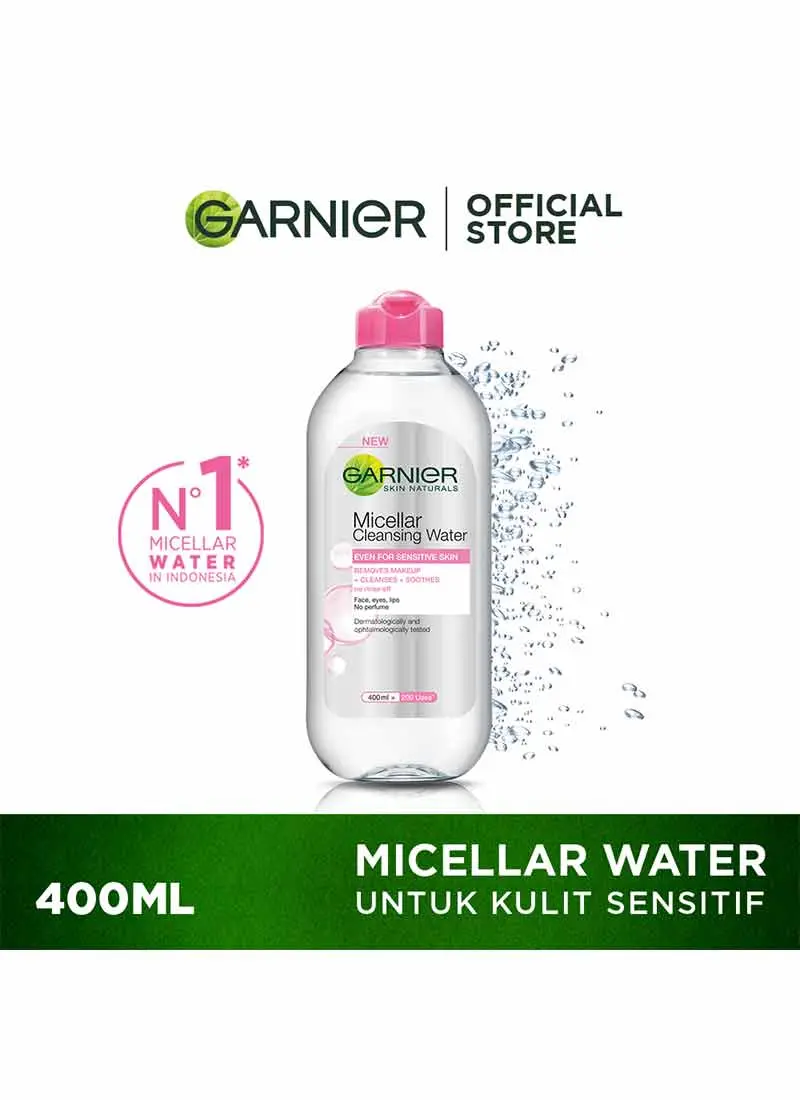 GARNIER
OFFICIAL
STORE
NEW
GARNIER
SKIN NATURALS
Micellar
Cleansing Water
EVEN FOR SENSITIVE SKIN
REMOVES MAKEUP
+ CLEANSES + SOOTHES
no rinse off
Face, eyes, lips
No perfume
Dermatologically and
ophtalmologically tested
400ml = 200 Uses*
N°1*
MICELLAR
WATER
IN INDONESIA
400ML
MICELLAR WATER
UNTUK KULIT SENSITIF